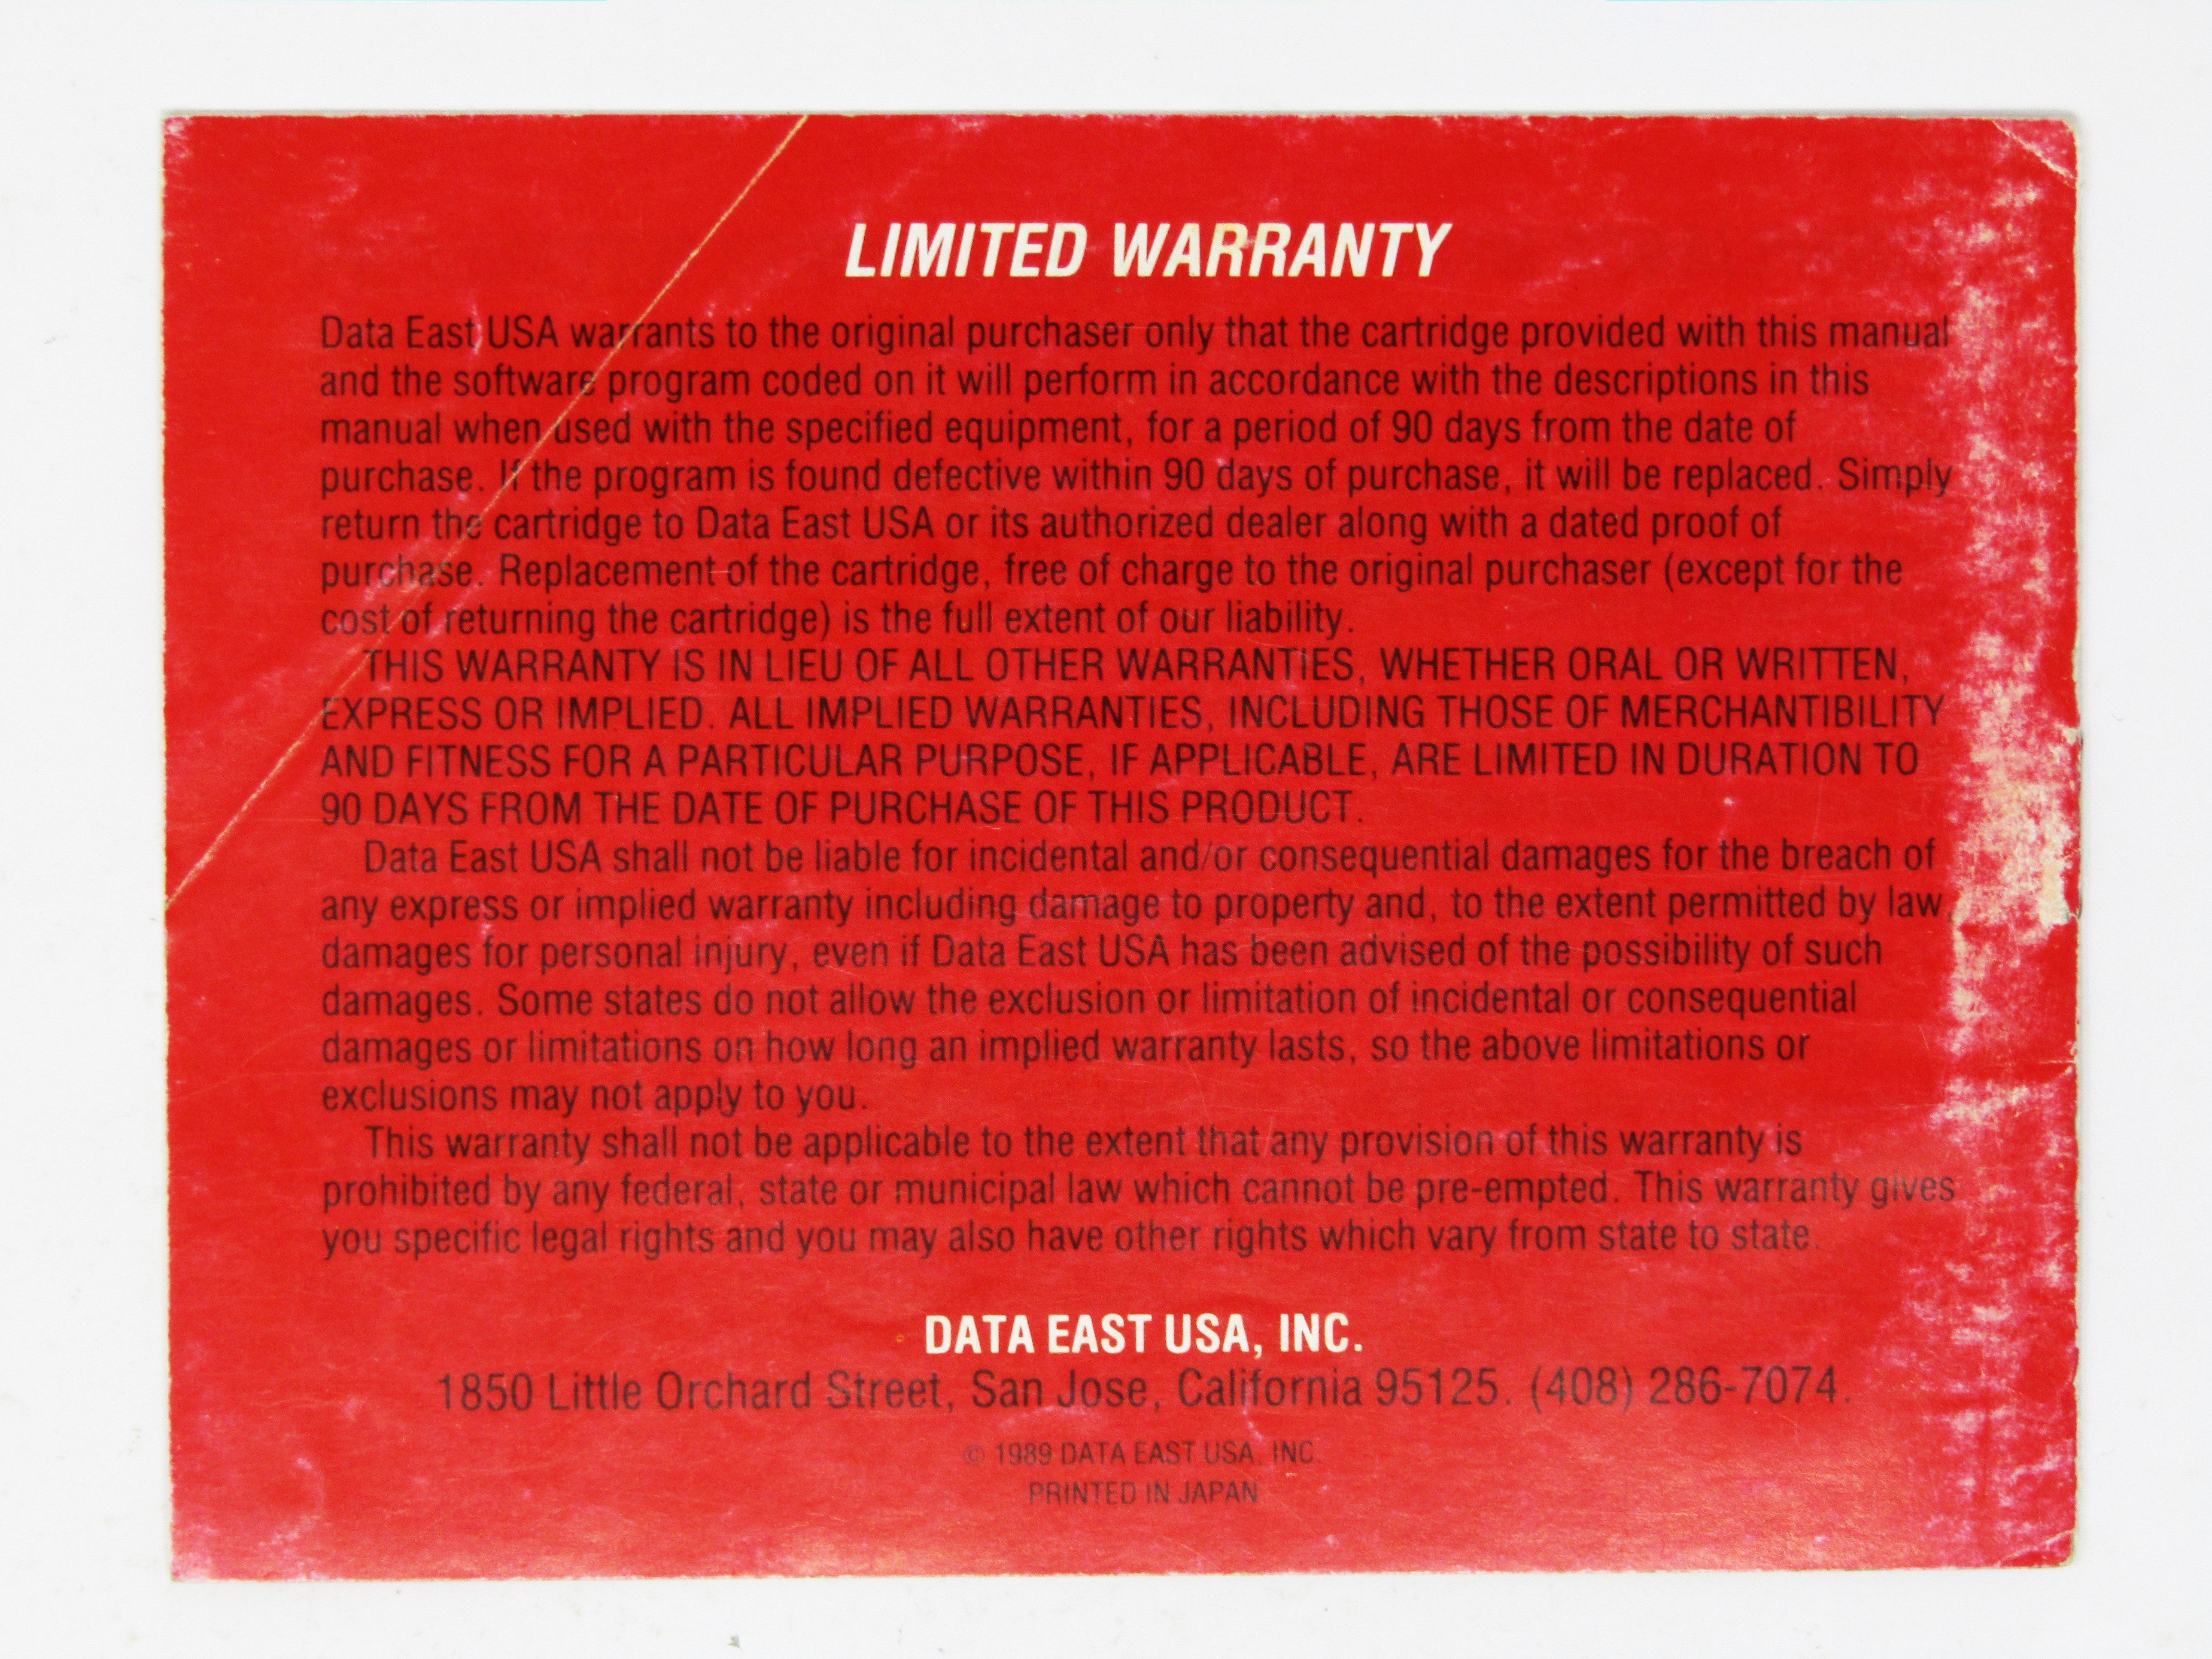 LIMITED WARRANTY
Data East USA warrants to the original purchaser only that the cartridge provided with this manual
and the software program coded on it will perform in accordance with the descriptions in this
manual when used with the specified equipment, for a period of 90 days from the date of
purchase. If the program is found defective within 90 days of purchase, it will be replaced. Simply
return the cartridge to Data East USA or its authorized dealer along with a dated proof of
purchase. Replacement of the cartridge, free of charge to the original purchaser (except for the
cost of returning the cartridge) is the full extent of our liability.
THIS WARRANTY IS IN LIEU OF ALL OTHER WARRANTIES, WHETHER ORAL OR WRITTEN,
EXPRESS OR IMPLIED. ALL IMPLIED WARRANTIES, INCLUDING THOSE OF MERCHANTIBILITY
AND FITNESS FOR A PARTICULAR PURPOSE, IF APPLICABLE, ARE LIMITED IN DURATION TO
90 DAYS FROM THE DATE OF PURCHASE OF THIS PRODUCT.
Data East USA shall not be liable for incidental and/or consequential damages for the breach of
any express or implied warranty including damage to property and, to the extent permitted by law,
damages for personal injury, even if Data East USA has been advised of the possibility of such
damages. Some states do not allow the exclusion or limitation of incidental or consequential
damages or limitations on how long an implied warranty lasts, so the above limitations or
exclusions may not apply to you.
This warranty shall not be applicable to the extent that any provision of this warranty is
prohibited by any federal, state or municipal law which cannot be pre-empted. This warranty gives
you specific legal rights and you may also have other rights which vary from state to state.
DATA EAST USA, INC.
1850 Little Orchard Street, San Jose, California 95125. (408) 286-7074.
© 1989 DATA EAST USA, INC.
PRINTED IN JAPAN